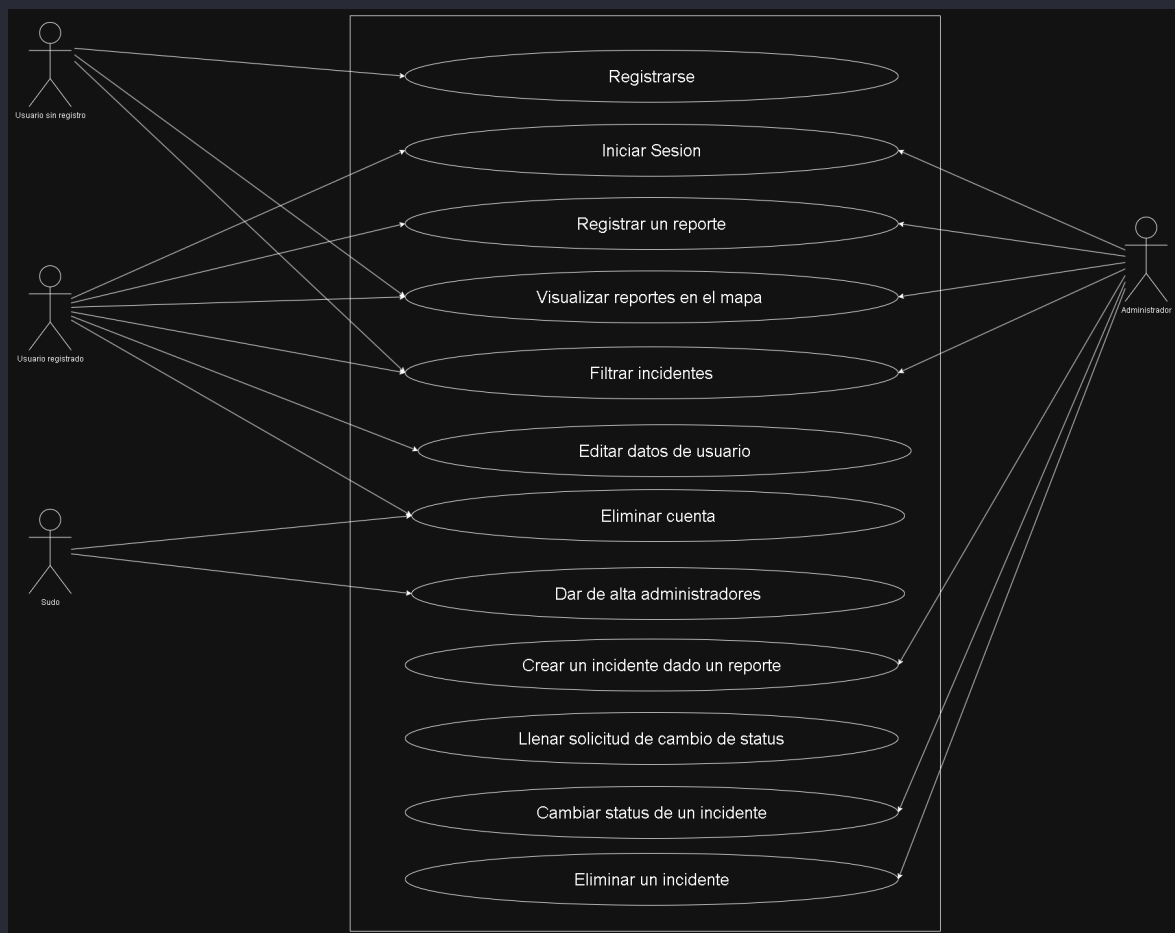 Usuario sin registro
Registrarse
Iniciar Sesion
Registrar un reporte
Administrador
Visualizar reportes en el mapa
Usuario registrado
Filtrar incidentes
Editar datos de usuario
Eliminar cuenta
Sudo
Dar de alta administradores
Crear un incidente dado un reporte
Llenar solicitud de cambio de status
Cambiar status de un incidente
Eliminar un incidente